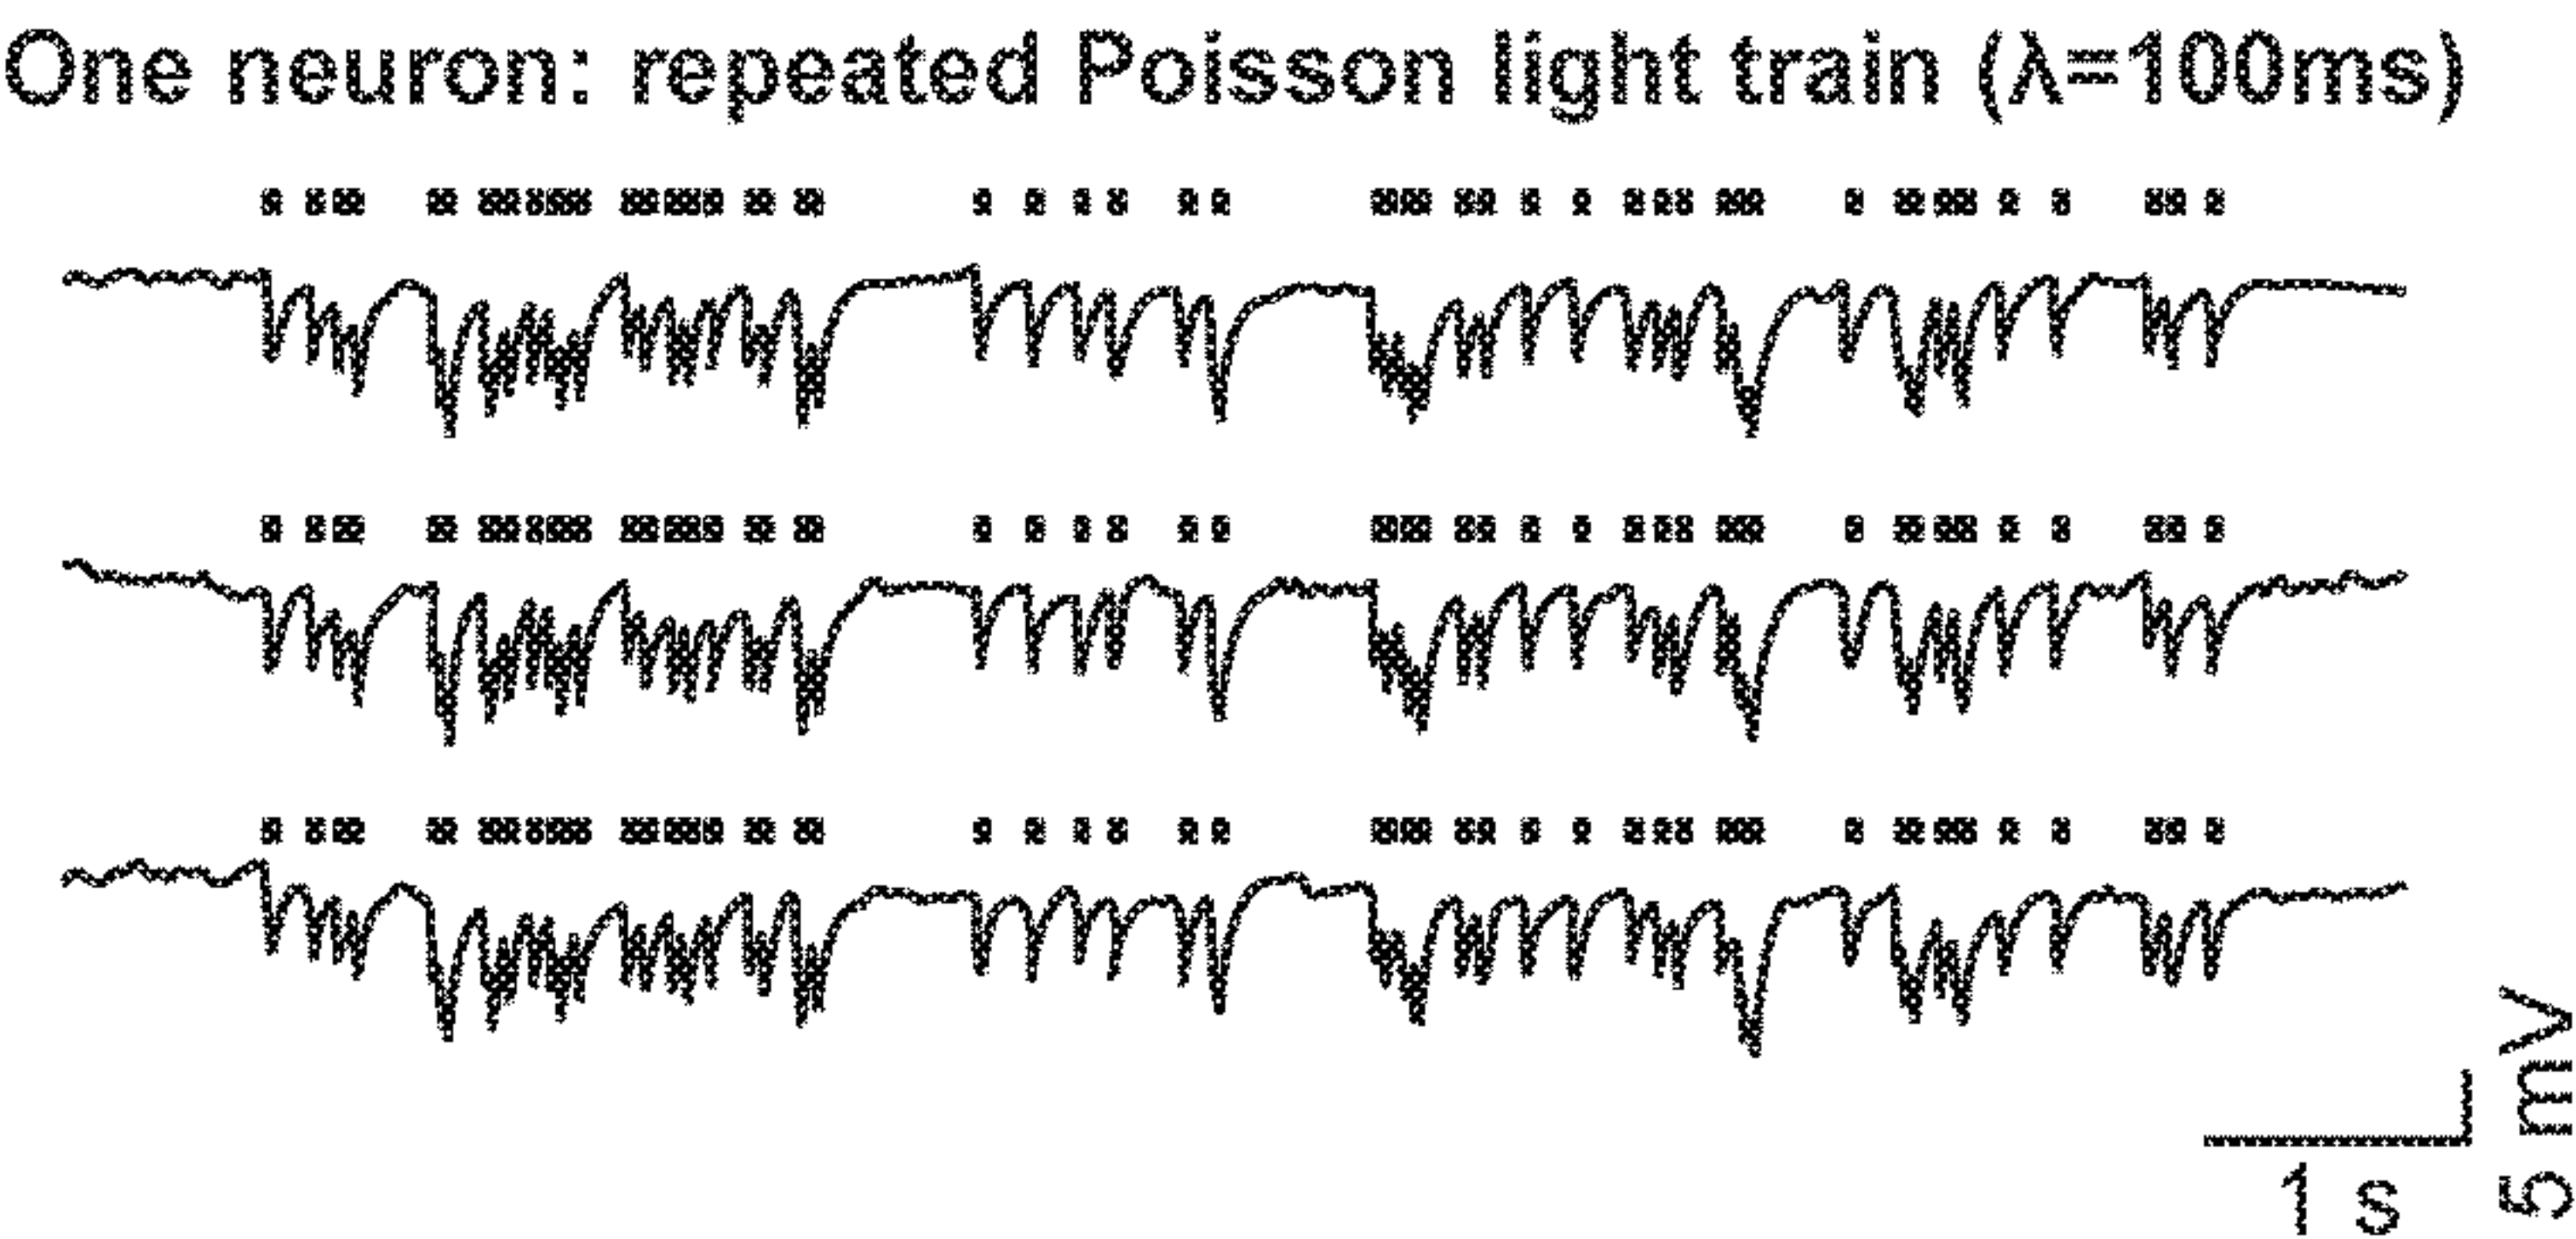 One neuron: repeated Poisson light train (λ=100ms)
5 mV
1 s